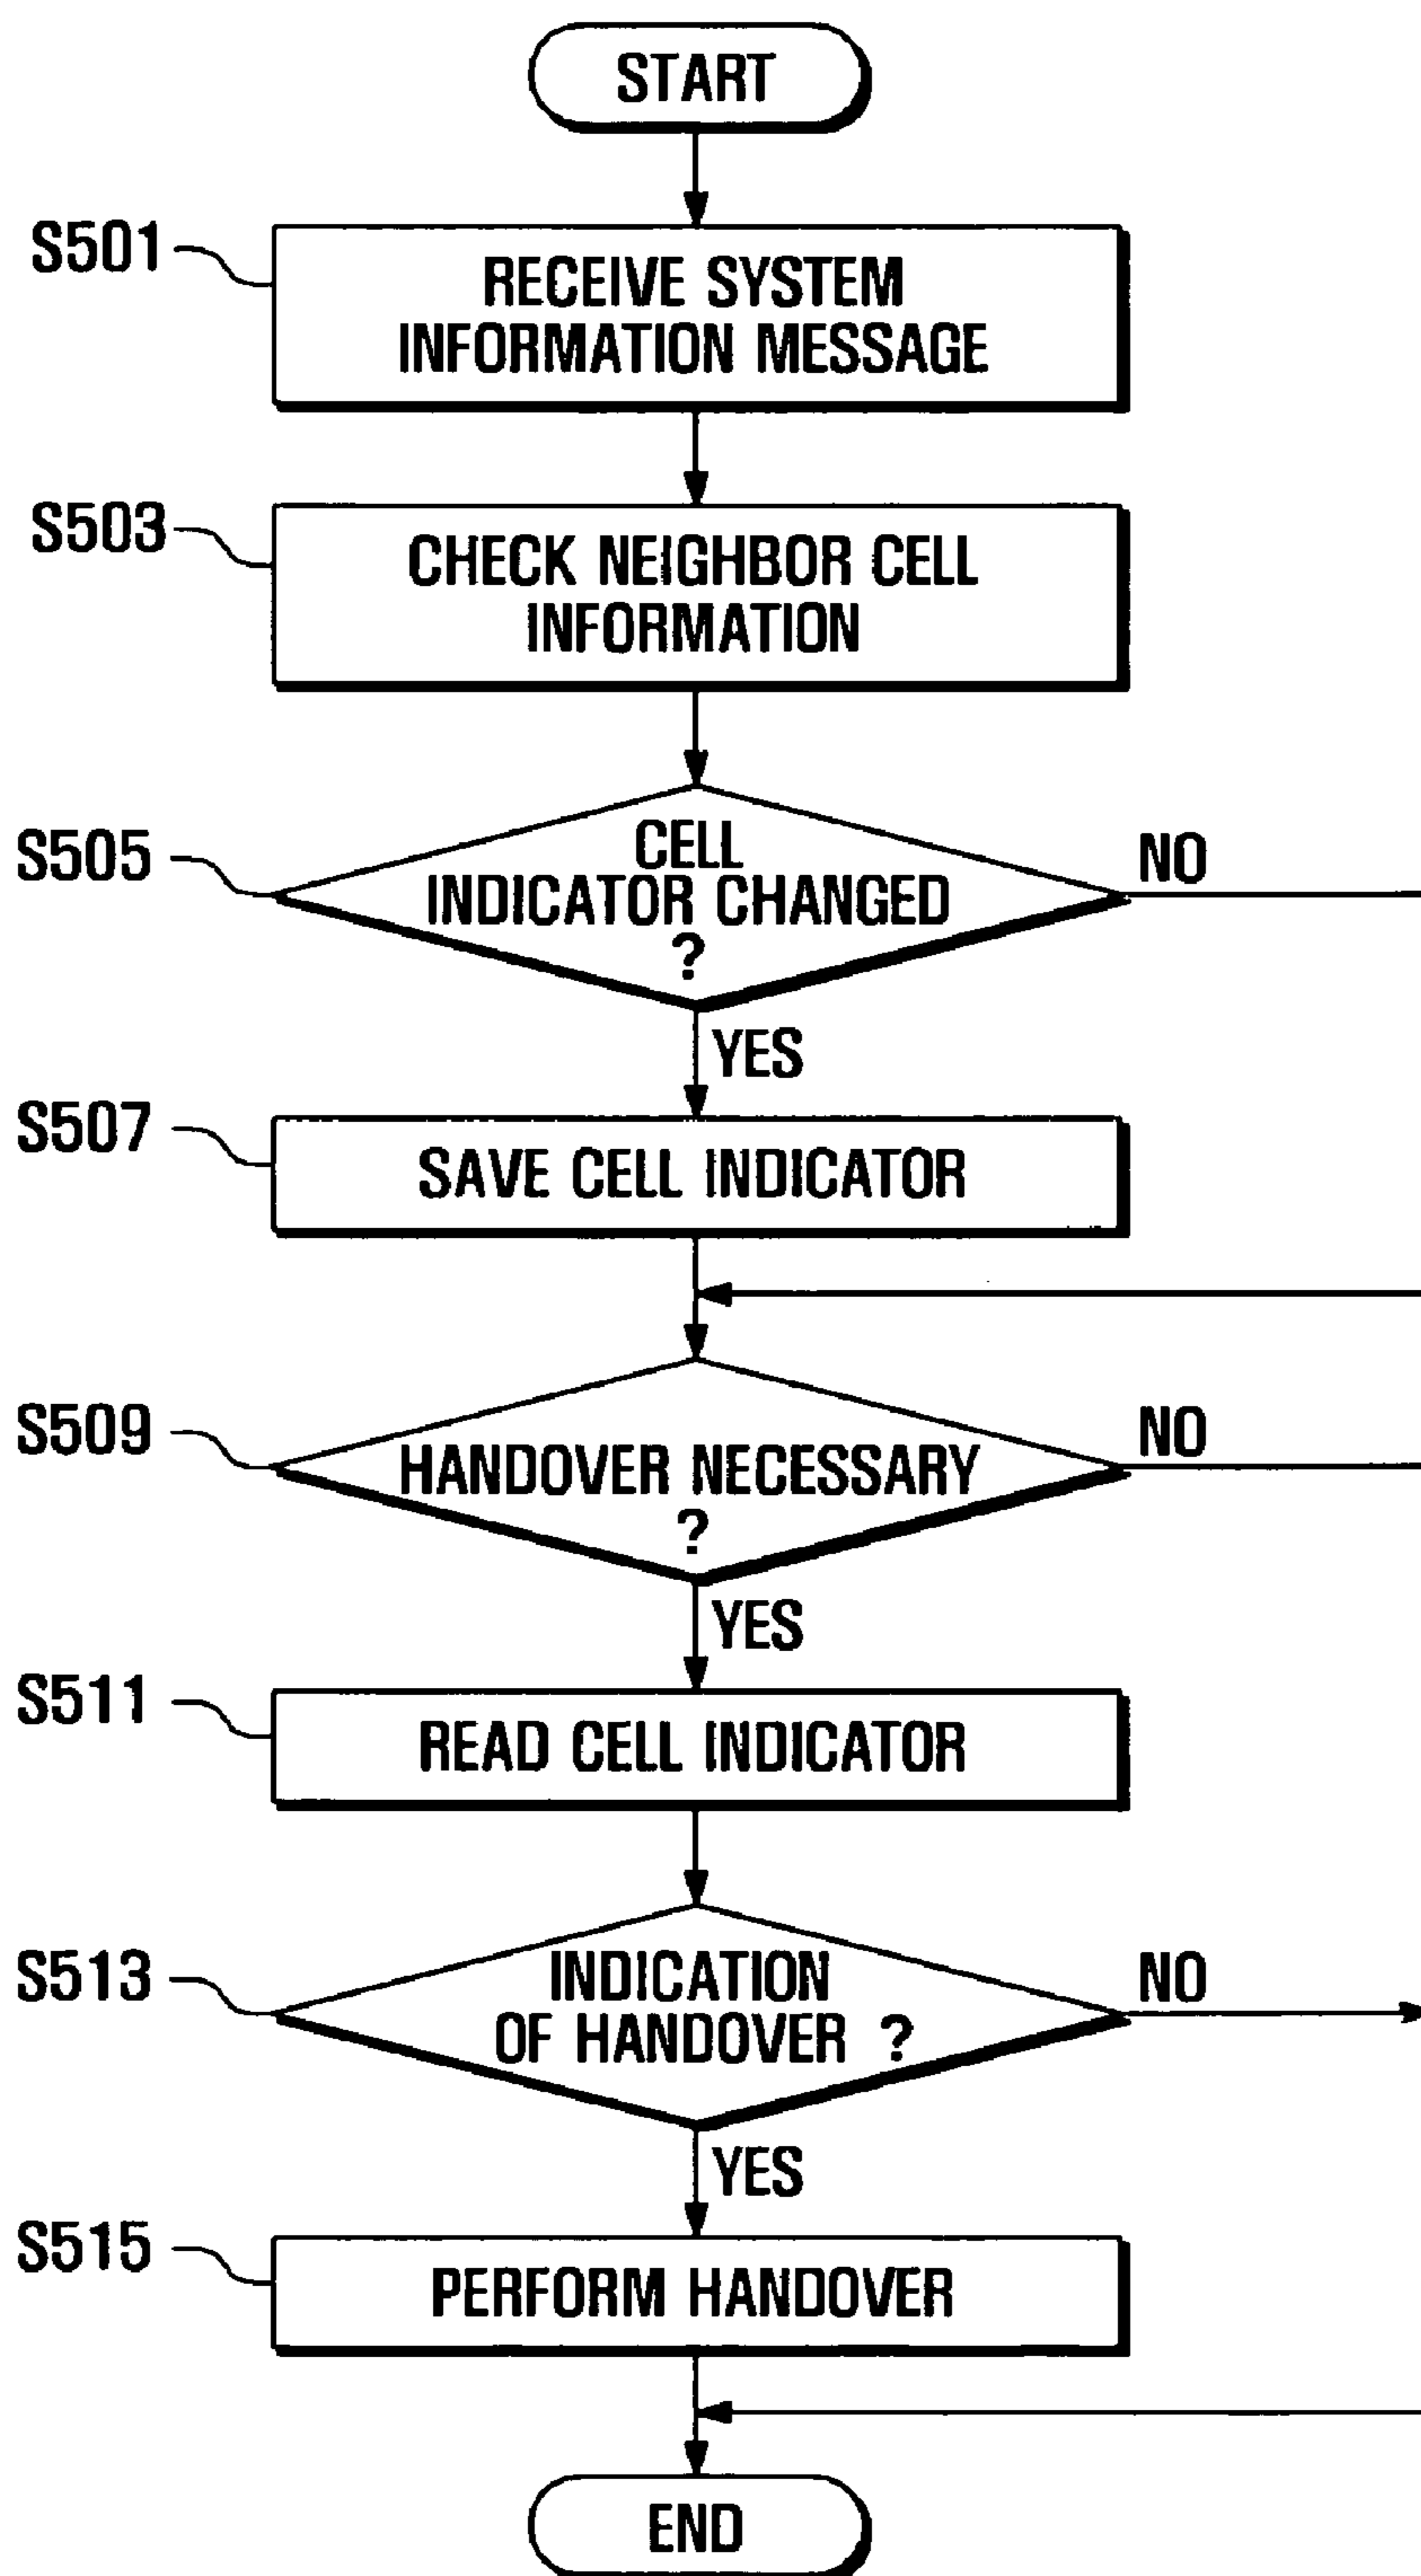 START
S501
RECEIVE SYSTEM
INFORMATION MESSAGE
S503
CHECK NEIGHBOR CELL
INFORMATION
S505
CELL
INDICATOR CHANGED
?
NO
YES
S507
SAVE CELL INDICATOR
S509
HANDOVER NECESSARY
?
NO
YES
S511
READ CELL INDICATOR
S513
INDICATION
OF HANDOVER ?
NO
YES
S515
PERFORM HANDOVER
END